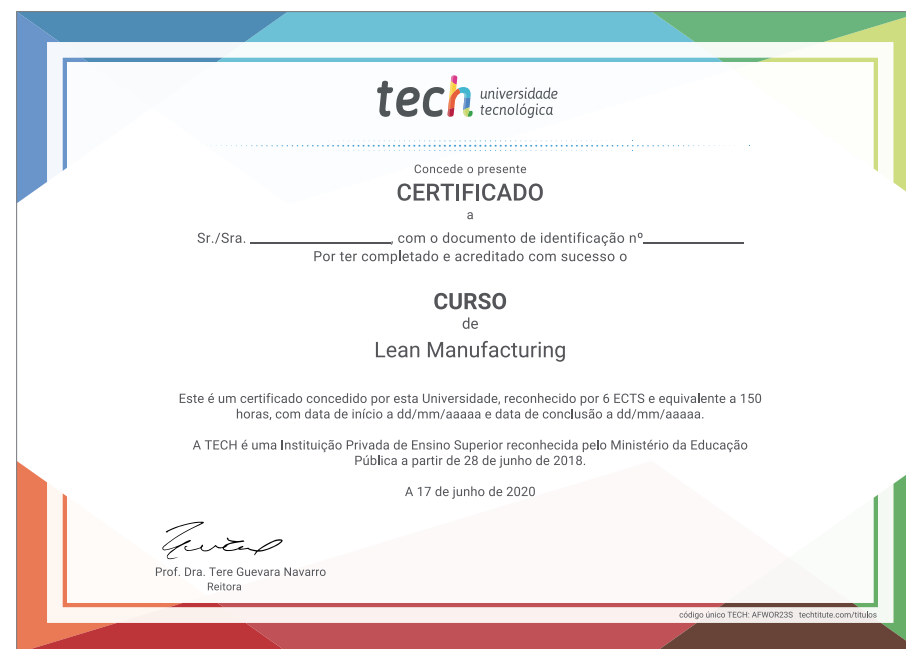 tech universidade
tecnológica
Concede o presente
CERTIFICADO
a
Sr./Sra. ________________, com o documento de identificação nº____________
Por ter completado e acreditado com sucesso o
CURSO
de
Lean Manufacturing
Este é um certificado concedido por esta Universidade, reconhecido por 6 ECTS e equivalente a 150
horas, com data de início a dd/mm/aaaaa e data de conclusão a dd/mm/aaaaa.
A TECH é uma Instituição Privada de Ensino Superior reconhecida pelo Ministério da Educação
Pública a partir de 28 de junho de 2018.
A 17 de junho de 2020
Prof. Dra. Tere Guevara Navarro
Reitora
código único TECH: AFWOR23S techtitute.com/titulos